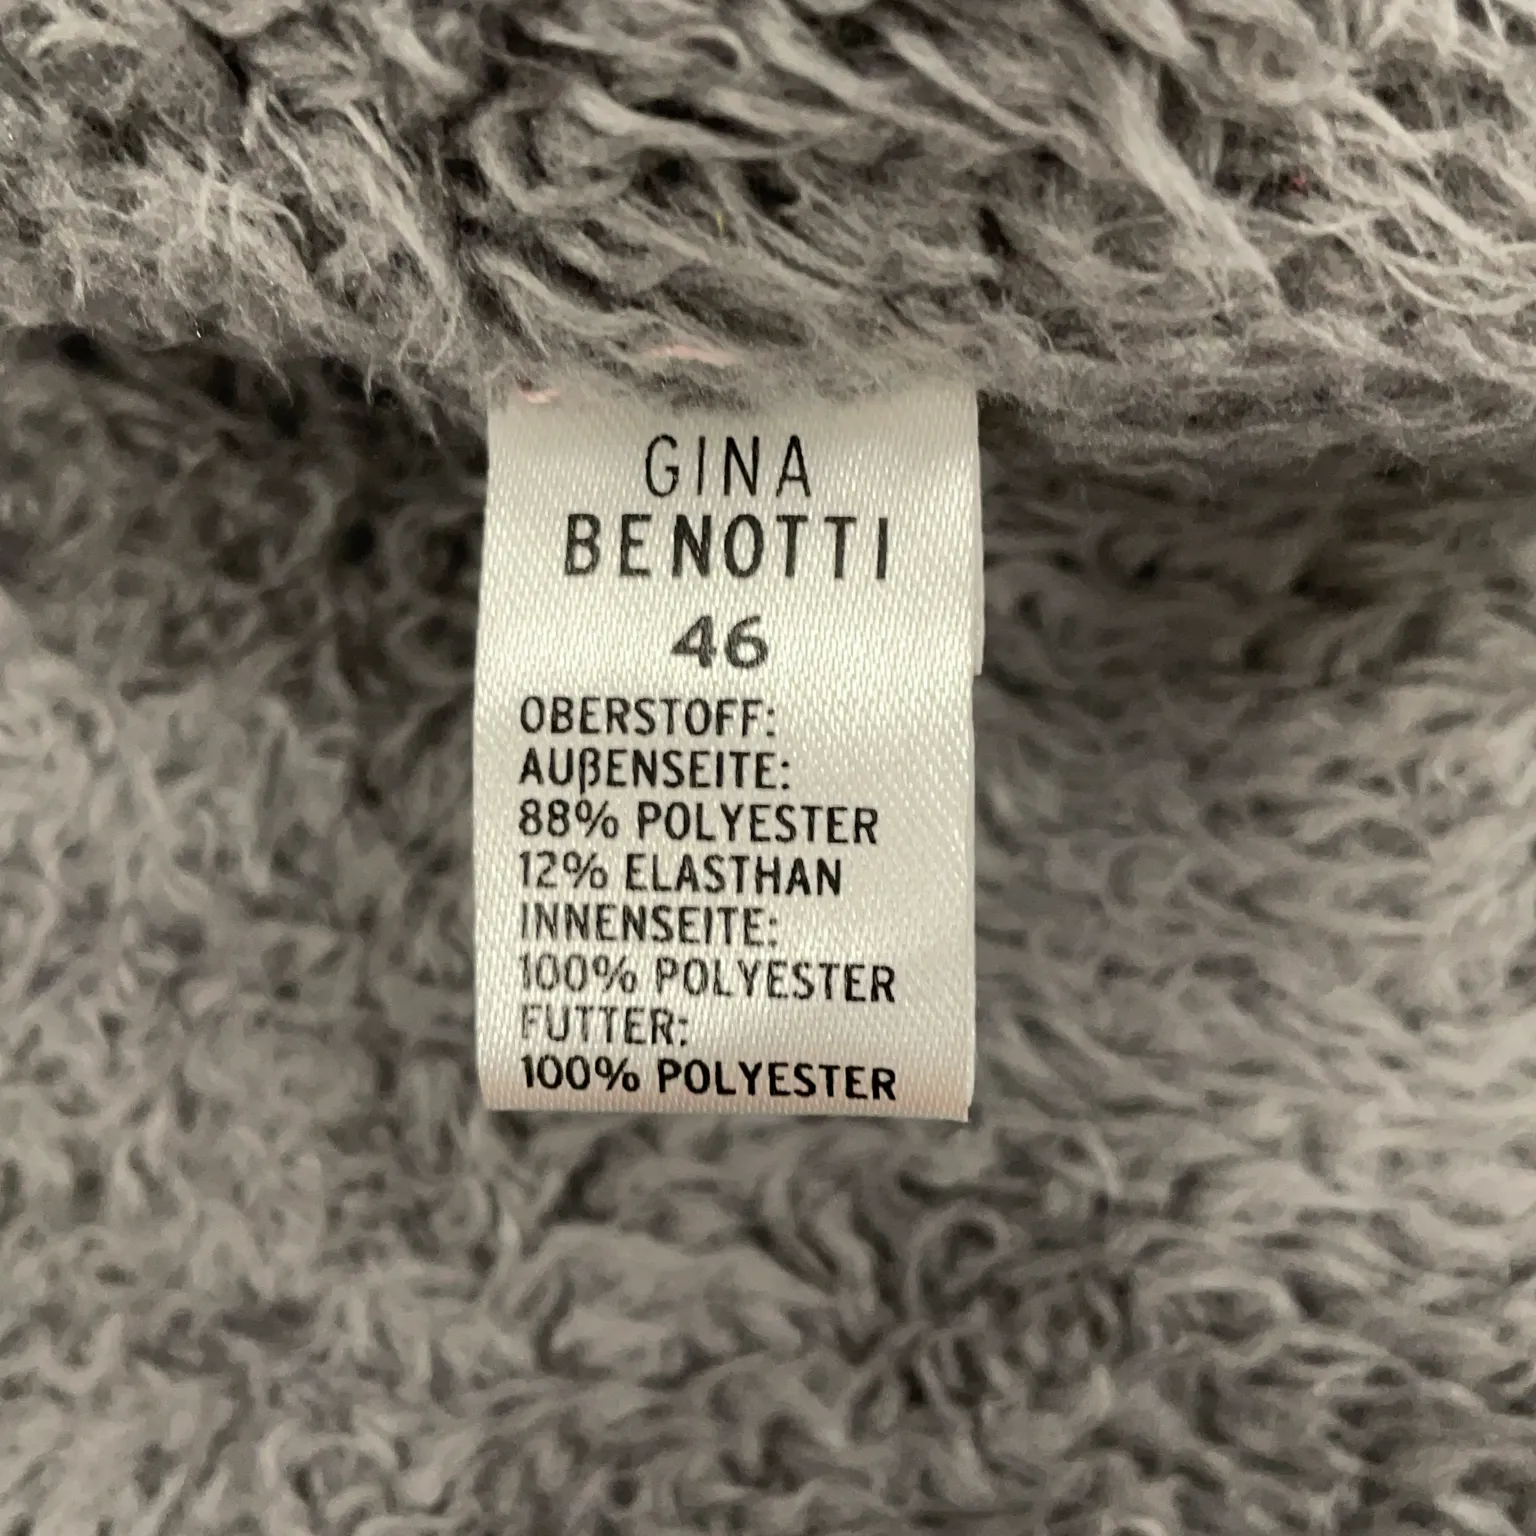 GINA
BENOTTI
46
OBERSTOFF:
AUßENSEITE:
88% POLYESTER
12% ELASTHAN
INNENSEITE:
100% POLYESTER
FUTTER:
100% POLYESTER